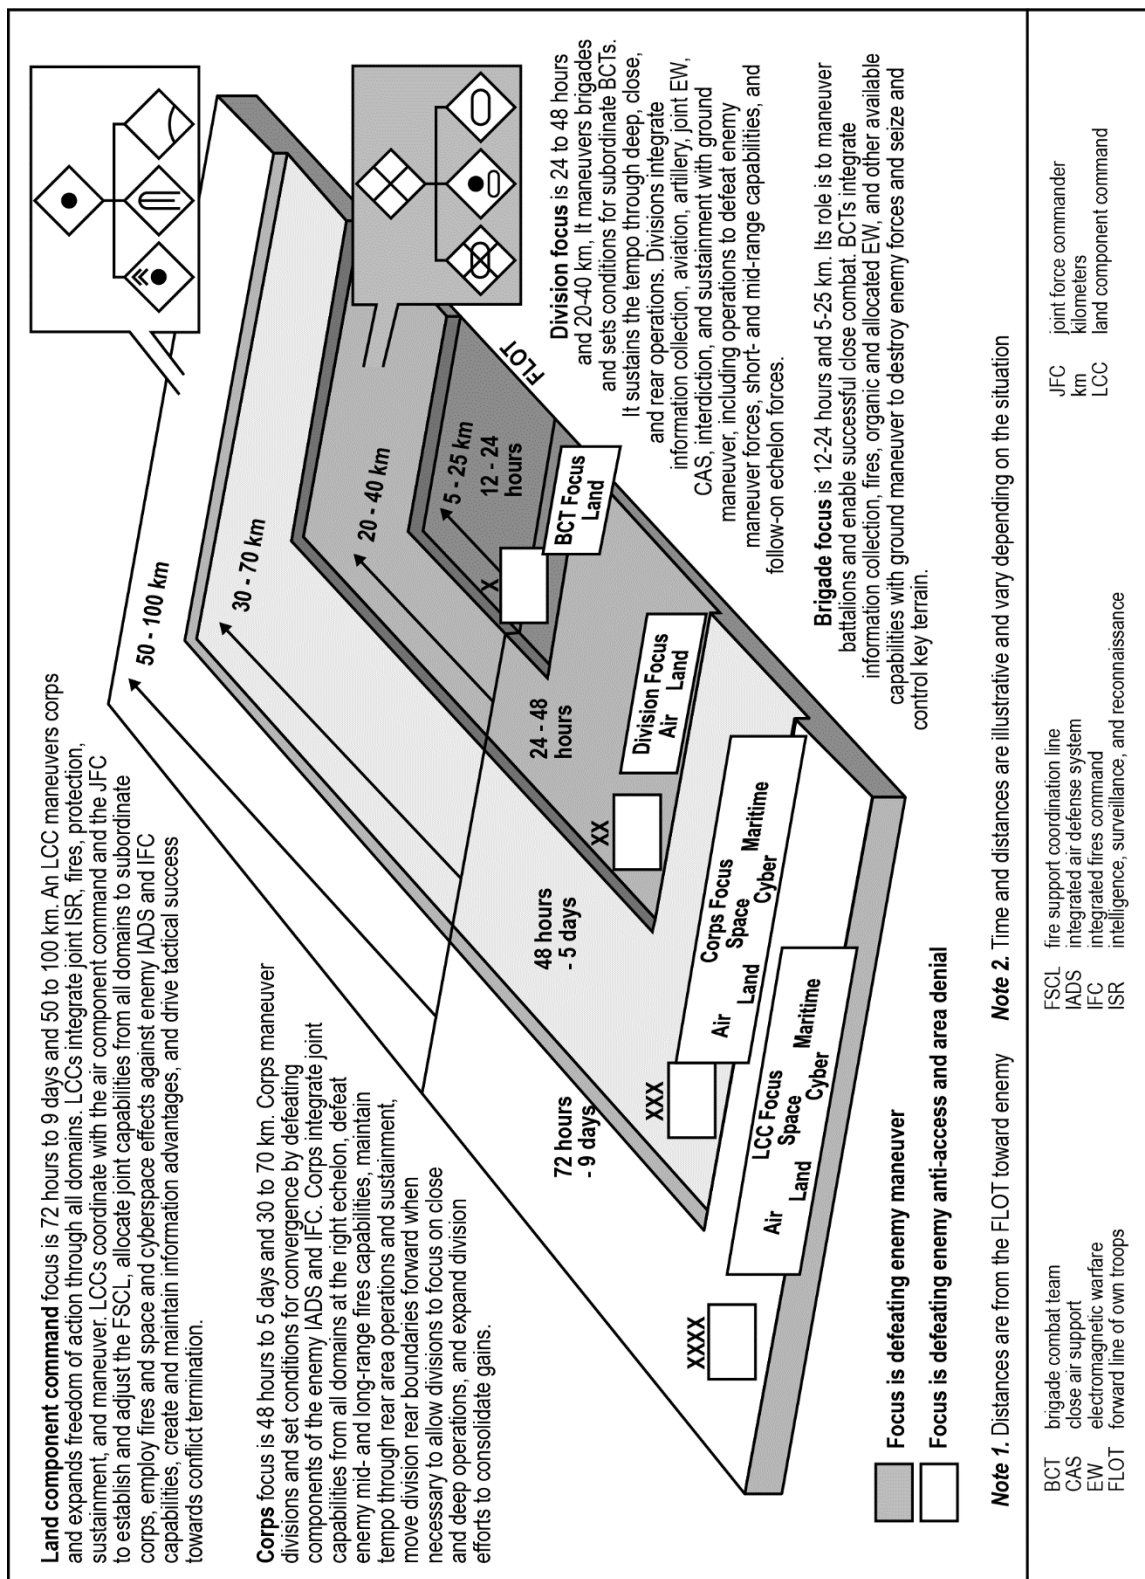 Land component command focus is 72 hours to 9 days and 50 to 100 km. An LCC maneuvers corps
and expands freedom of action through all domains. LCCs integrate joint ISR, fires, protection,
sustainment, and maneuver. LCCs coordinate with the air component command and the JFC
to establish and adjust the FSCL, allocate joint capabilities from all domains to subordinate
corps, employ fires and space and cyberspace effects against enemy IADS and IFC
capabilities, create and maintain information advantages, and drive tactical success
towards conflict termination.
Corps focus is 48 hours to 5 days and 30 to 70 km. Corps maneuver
divisions and set conditions for convergence by defeating
components of the enemy IADS and IFC. Corps integrate joint
capabilities from all domains at the right echelon, defeat
enemy mid- and long-range fires capabilities, maintain
tempo through rear area operations and sustainment,
move division rear boundaries forward when
necessary to allow divisions to focus on close
and deep operations, and expand division
efforts to consolidate gains.
50 - 100 km
30 - 70 km
20 - 40 km
5 - 25 km
12 - 24
hours
FLOT
X
BCT Focus
Land
24 - 48
hours
XX
Division Focus
Air
Land
48 hours
- 5 days
XXX
Corps Focus
Space
Air
Maritime
Land
Cyber
72 hours
- 9 days
XXXX
LCC Focus
Space
Air
Maritime
Land
Cyber
Division focus is 24 to 48 hours
and 20-40 km, It maneuvers brigades
and sets conditions for subordinate BCTs.
It sustains the tempo through deep, close,
and rear operations. Divisions integrate
information collection, aviation, artillery, joint EW,
CAS, interdiction, and sustainment with ground
maneuver, including operations to defeat enemy
maneuver forces, short- and mid-range capabilities, and
follow-on echelon forces.
Brigade focus is 12-24 hours and 5-25 km. Its role is to maneuver
battalions and enable successful close combat. BCTs integrate
information collection, fires, organic and allocated EW, and other available
capabilities with ground maneuver to destroy enemy forces and seize and
control key terrain.
Focus is defeating enemy maneuver
Focus is defeating enemy anti-access and area denial
Note 1. Distances are from the FLOT toward enemy
Note 2. Time and distances are illustrative and vary depending on the situation
BCT brigade combat team
CAS close air support
EW electromagnetic warfare
FLOT forward line of own troops
FSCL fire support coordination line
IADS integrated air defense system
IFC integrated fires command
ISR intelligence, surveillance, and reconnaissance
JFC joint force commander
km kilometers
LCC land component command